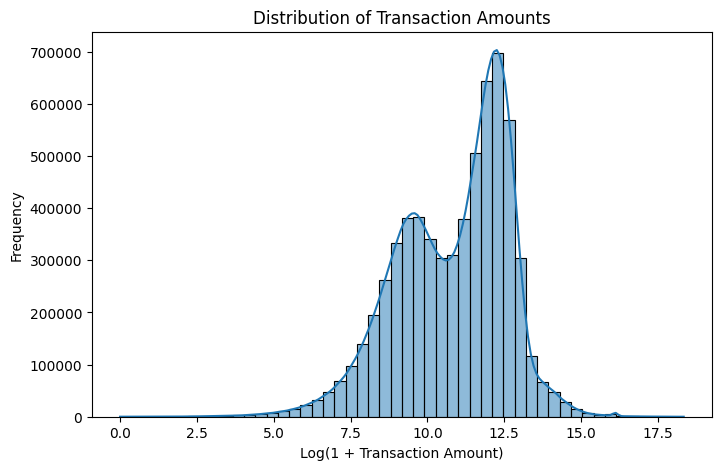 Distribution of Transaction Amounts
700000
600000
500000
400000
300000
200000
100000
0
Frequency
0.0 2.5 5.0 7.5 10.0 12.5 15.0 17.5
Log(1 + Transaction Amount)